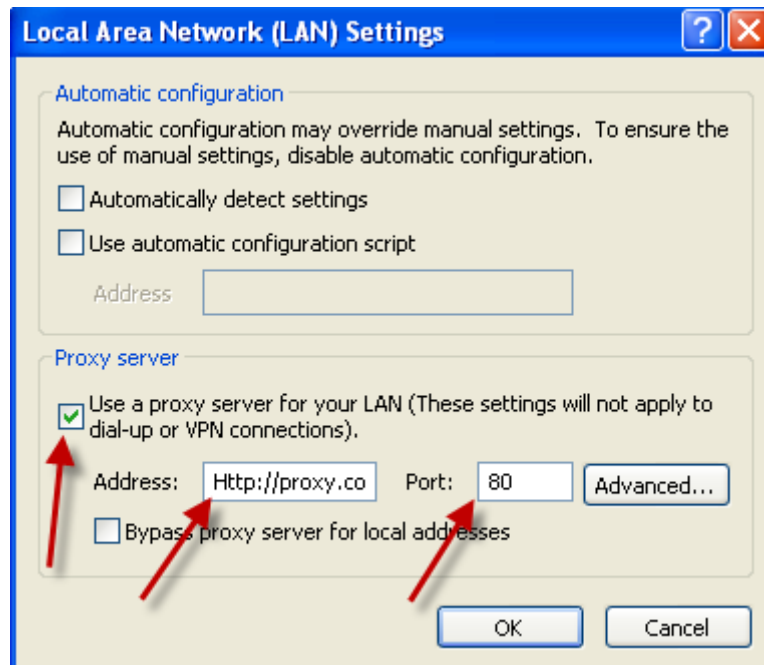 Local Area Network (LAN) Settings
Automatic configuration
Automatic configuration may override manual settings. To ensure the
use of manual settings, disable automatic configuration.
Automatically detect settings
Use automatic configuration script
Address
Proxy server
Use a proxy server for your LAN (These settings will not apply to
dial-up or VPN connections).
Address: Http://proxy.co Port: 80 Advanced...
Bypass proxy server for local addresses
OK Cancel